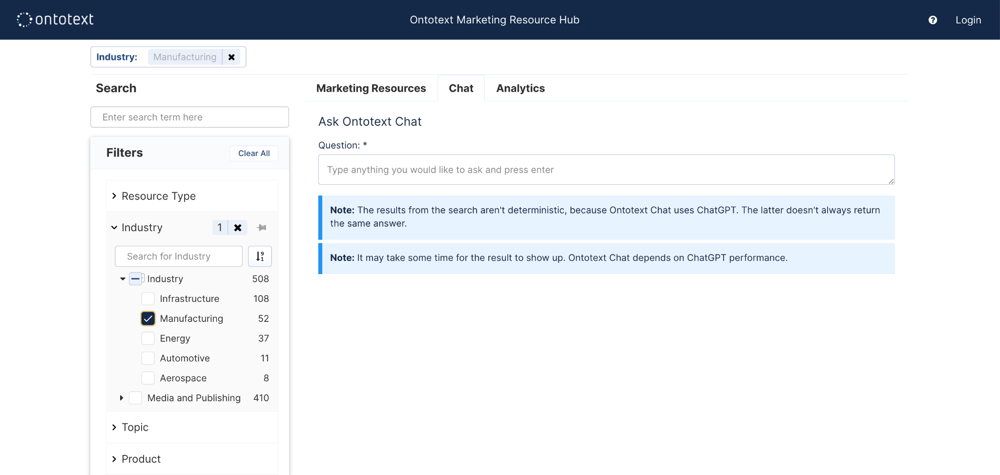 ontotext
Ontotext Marketing Resource Hub
Login
Industry: Manufacturing
Search
Enter search term here
Filters
Clear All
Resource Type
Industry 1
Search for Industry
Industry 508
Infrastructure 108
Manufacturing 52
Energy 37
Automotive 11
Aerospace 8
Media and Publishing 410
Topic
Product
Marketing Resources Chat Analytics
Ask Ontotext Chat
Question: *
Type anything you would like to ask and press enter
Note: The results from the search aren't deterministic, because Ontotext Chat uses ChatGPT. The latter doesn't always return
the same answer.
Note: It may take some time for the result to show up. Ontotext Chat depends on ChatGPT performance.